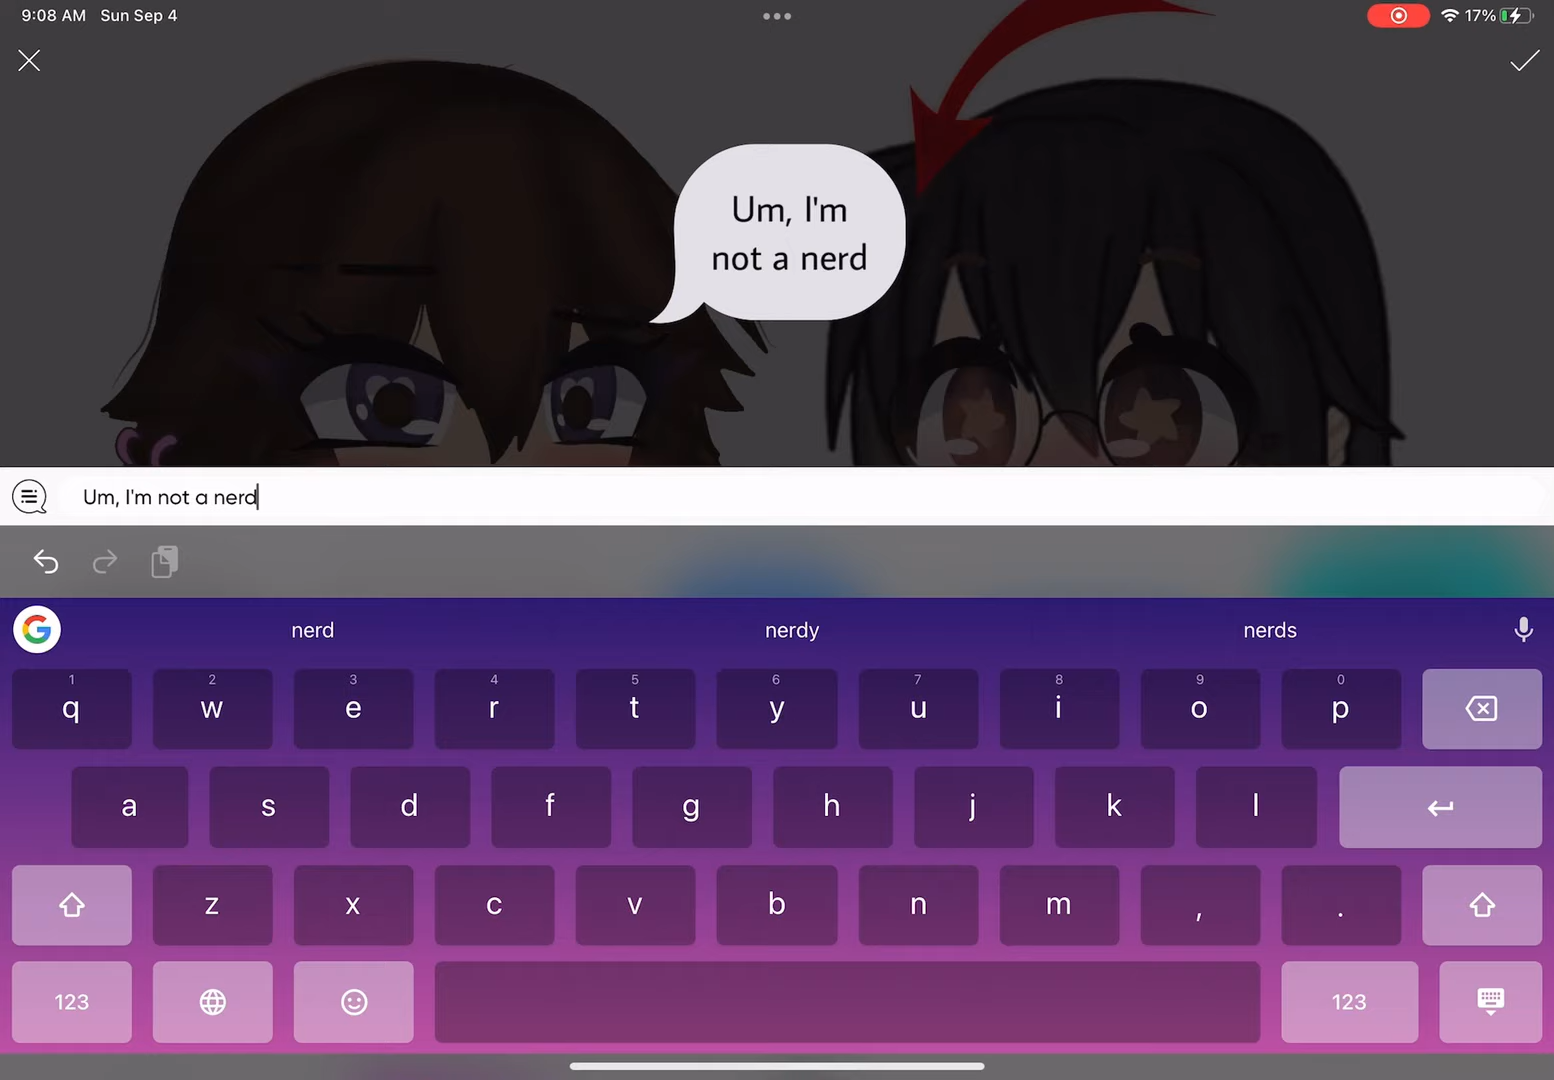 9:08 AM Sun Sep 4
17%
Um, I'm
not a nerd
Um, I'm not a nerd
G
nerd nerdy nerds
1 2 3 4 5 6 7 8 9 0
q w e r t y u i o p
a s d f g h j k l
z x c v b n m , .
123 123